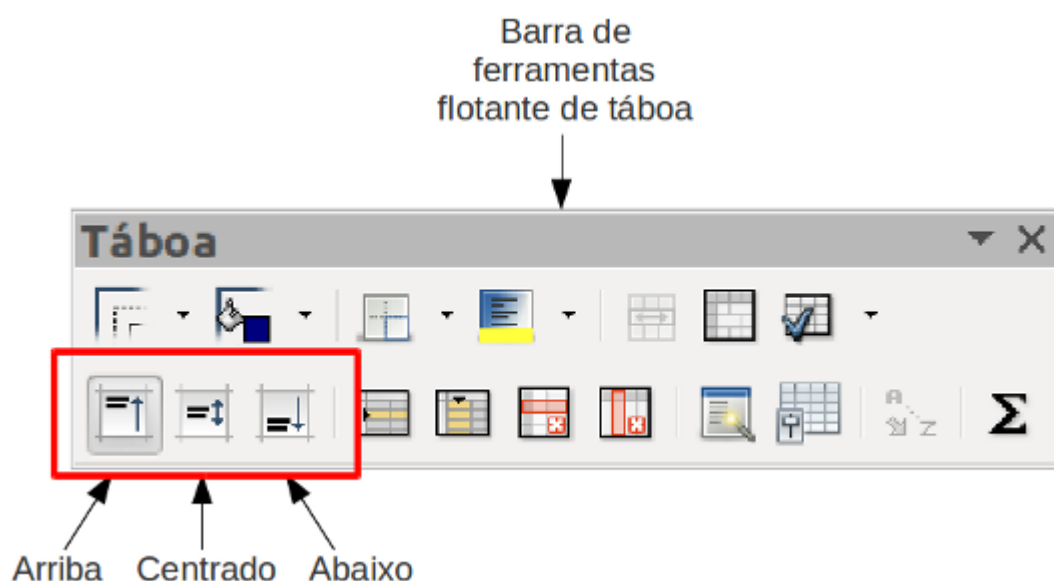 Barra de
ferramentas
flotante de táboa
Táboa
A
Z
Σ
Arriba Centrado Abaixo